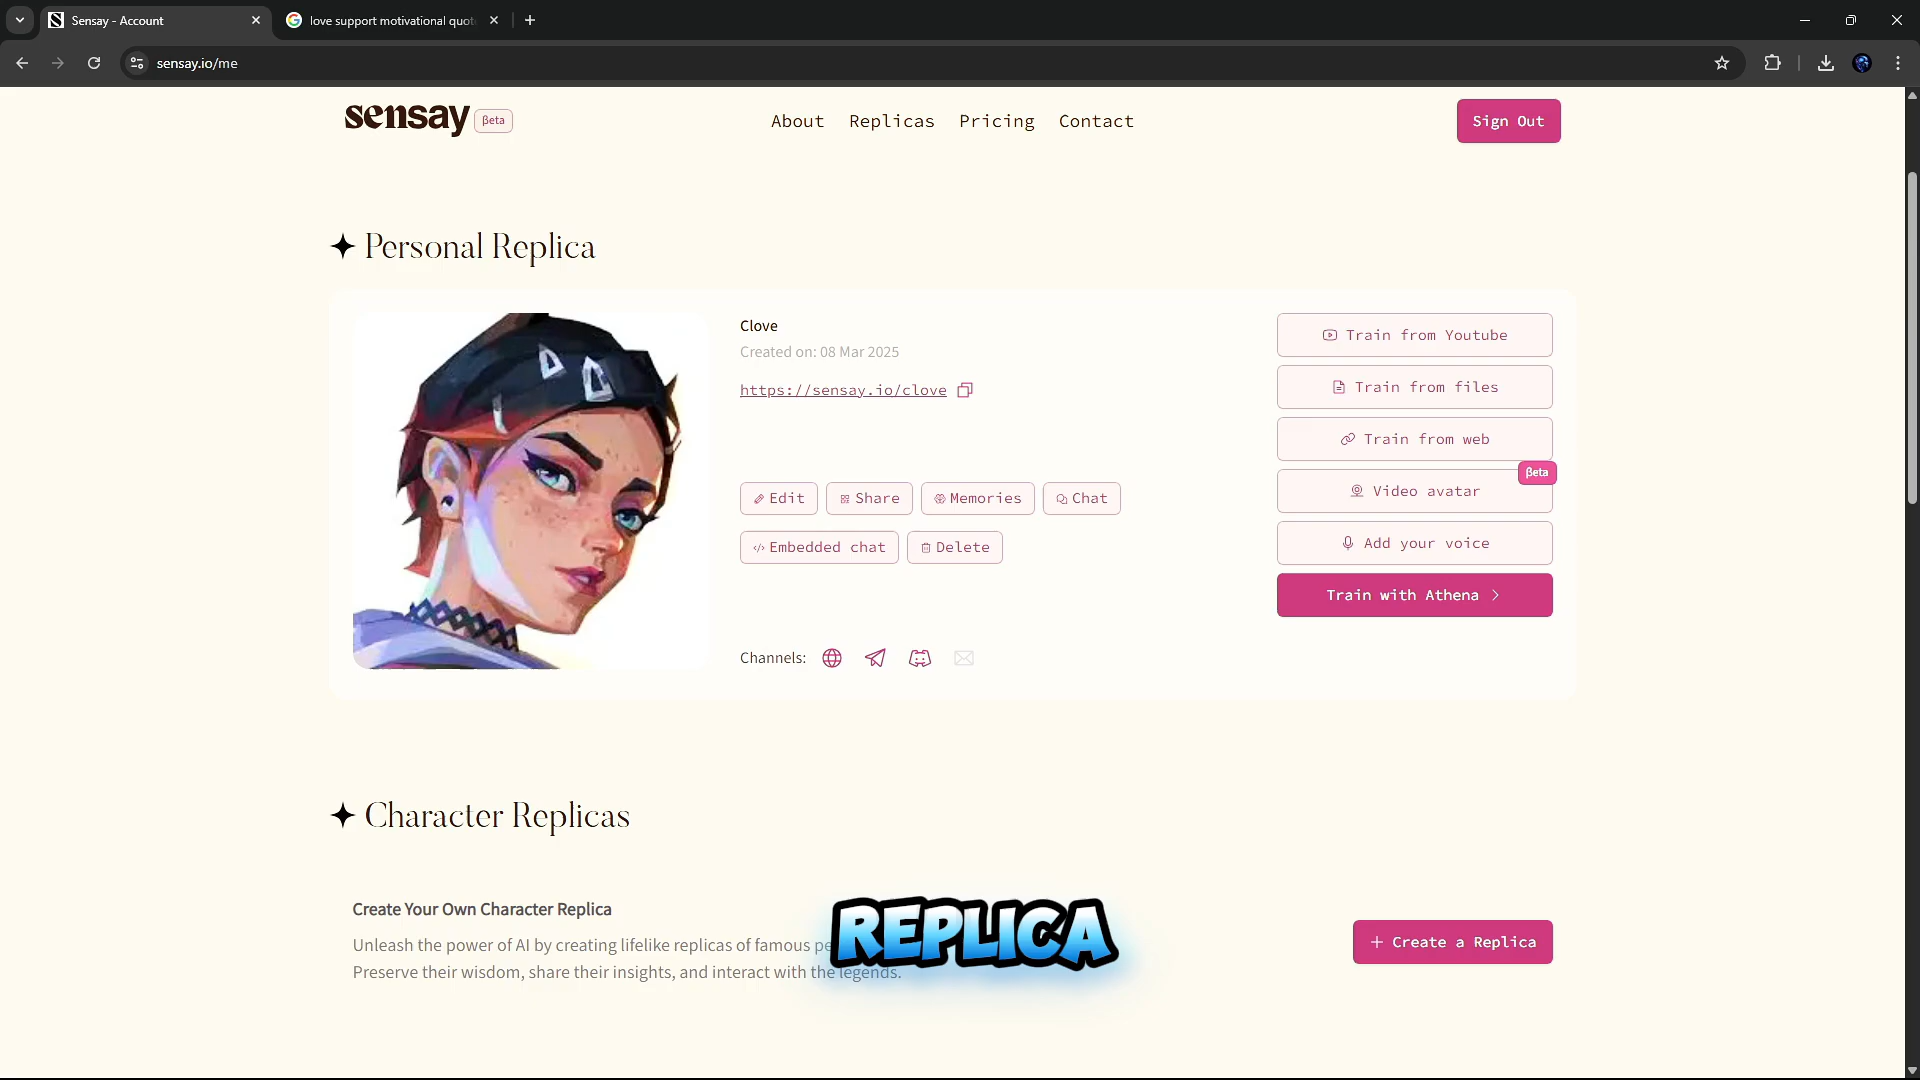 Sensay - Account
love support motivational quot
sensay.io/me
sensay
βeta
About
Replicas
Pricing
Contact
Sign Out
Personal Replica
Clove
Created on: 08 Mar 2025
https://sensay.io/clove
Edit
Share
Memories
Chat
Embedded chat
Delete
Channels:
Train from Youtube
Train from files
Train from web
βeta
Video avatar
Add your voice
Train with Athena
Character Replicas
Create Your Own Character Replica
Unleash the power of AI by creating lifelike replicas of famous
Preserve their wisdom, share their insights, and interact with the legends.
REPLICA
+ Create a Replica